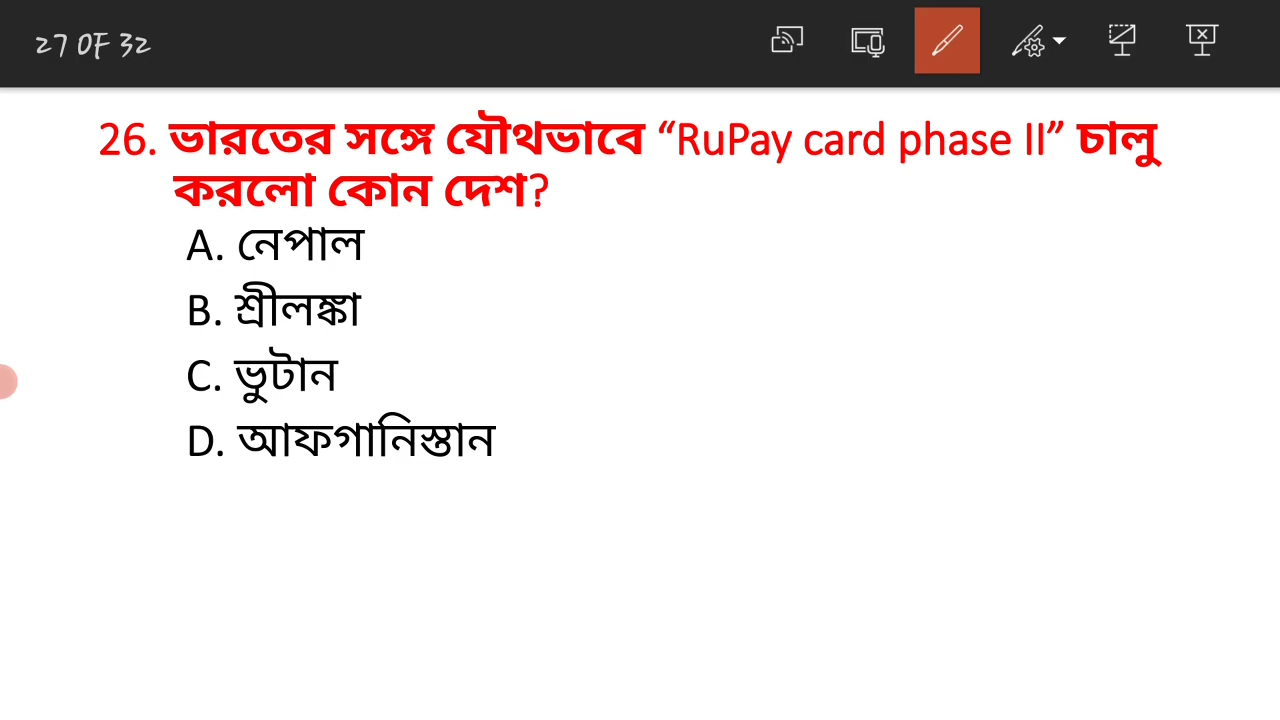 27 OF 32
26. ভারতের সঙ্গে যৌথভাবে “RuPay card phase II” চালু
করলো কোন দেশ?
A. নেপাল
B. শ্রীলঙ্কা
C. ভুটান
D. আফগানিস্তান